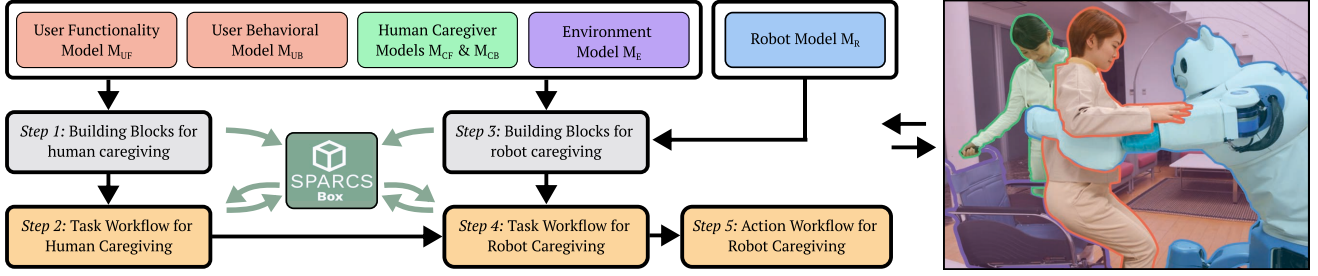 User Functionality
Model M_UF
User Behavioral
Model M_UB
Human Caregiver
Models M_CF & M_CB
Environment
Model M_E
Robot Model M_R
Step 1: Building Blocks for
human caregiving
Step 3: Building Blocks for
robot caregiving
SPARCS
Box
Step 2: Task Workflow for
Human Caregiving
Step 4: Task Workflow for
Robot Caregiving
Step 5: Action Workflow for
Robot Caregiving